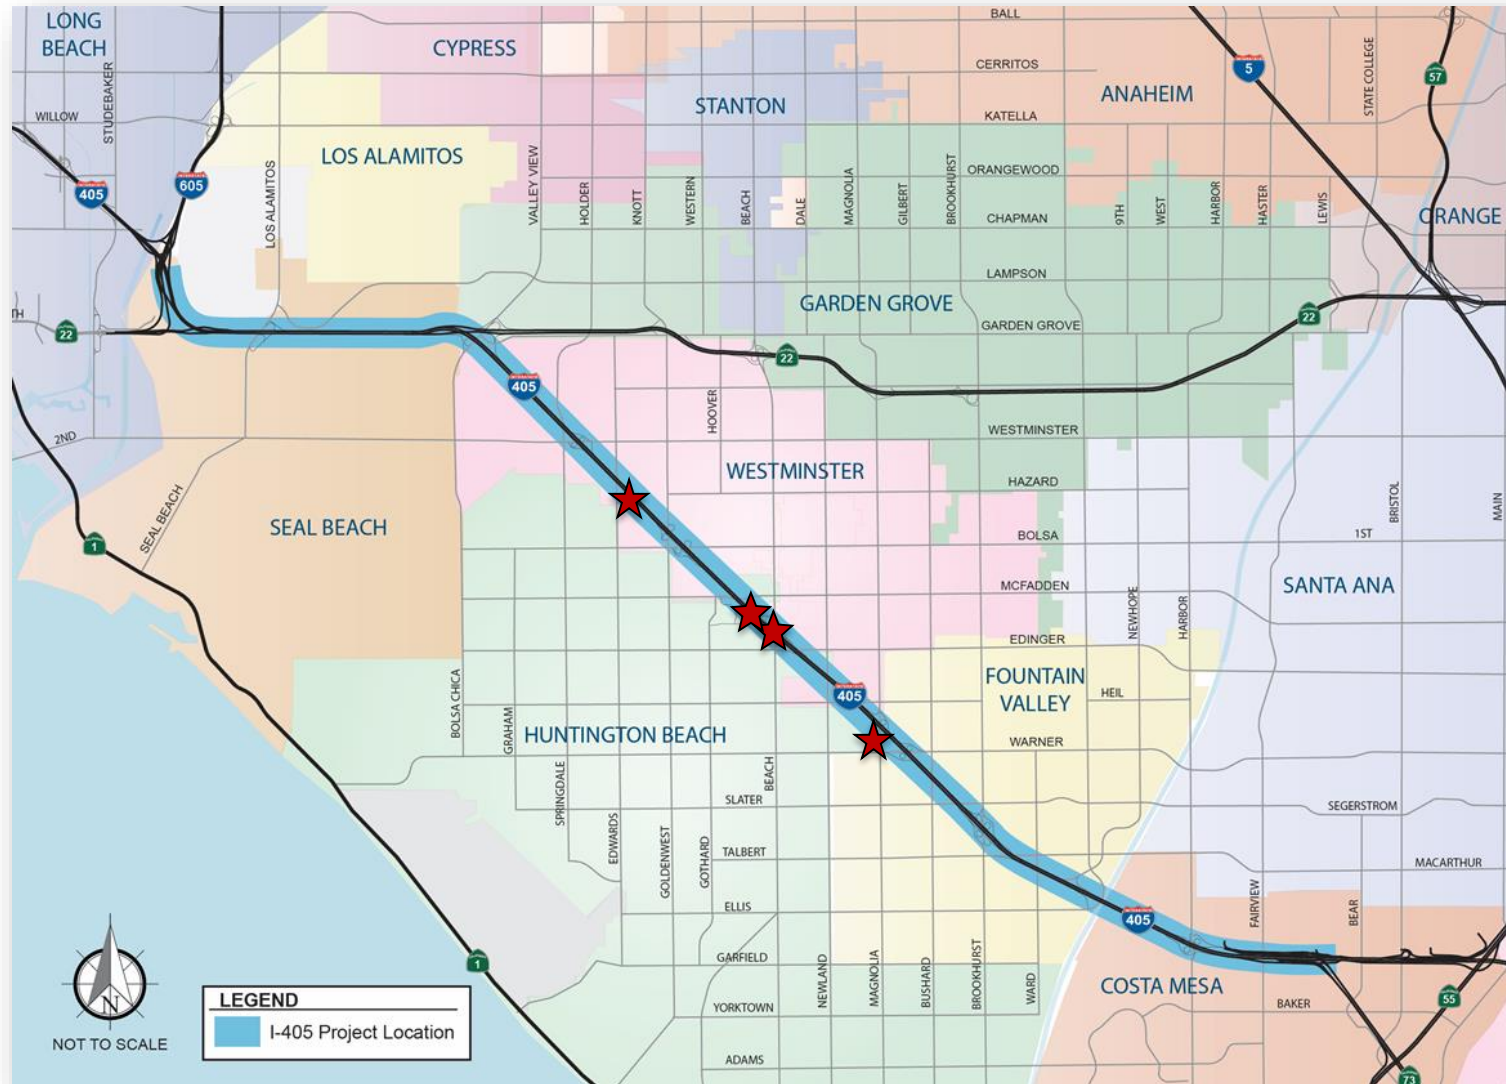 LONG
BEACH
CYPRESS
BALL
CERRITOS
STATE COLLEGE
5
57
STUDEBAKER
WILLOW
STANTON
ANAHEIM
KATELLA
LOS ALAMITOS
ORANGEWOOD
405
605
LOS ALAMITOS
VALLEY VIEW
HOLDER
KNOTT
WESTERN
BEACH
DALE
MAGNOLIA
GILBERT
BROOKHURST
CHAPMAN
9TH
WEST
HARBOR
HASTER
LEWIS
ORANGE
LAMPSON
GARDEN GROVE
TH
22
GARDEN GROVE
22
22
405
HOOVER
WESTMINSTER
2ND
WESTMINSTER
HAZARD
SEAL BEACH
SEAL BEACH
BRISTOL
MAIN
1
BOLSA
1ST
MCFADDEN
SANTA ANA
NEWHOPE
HARBOR
EDINGER
BOLSA CHICA
405
FOUNTAIN
VALLEY
HEIL
GRAHAM
HUNTINGTON BEACH
WARNER
SPRINGDALE
BEACH
SLATER
SEGERSTROM
EDWARDS
GOLDENWEST
GOTHARD
TALBERT
MACARTHUR
ELLIS
405
FAIRVIEW
BEAR
1
GARFIELD
NEWLAND
MAGNOLIA
BUSHARD
BROOKHURST
WARD
COSTA MESA
YORKTOWN
BAKER
55
ADAMS
73
N
NOT TO SCALE
LEGEND
I-405 Project Location